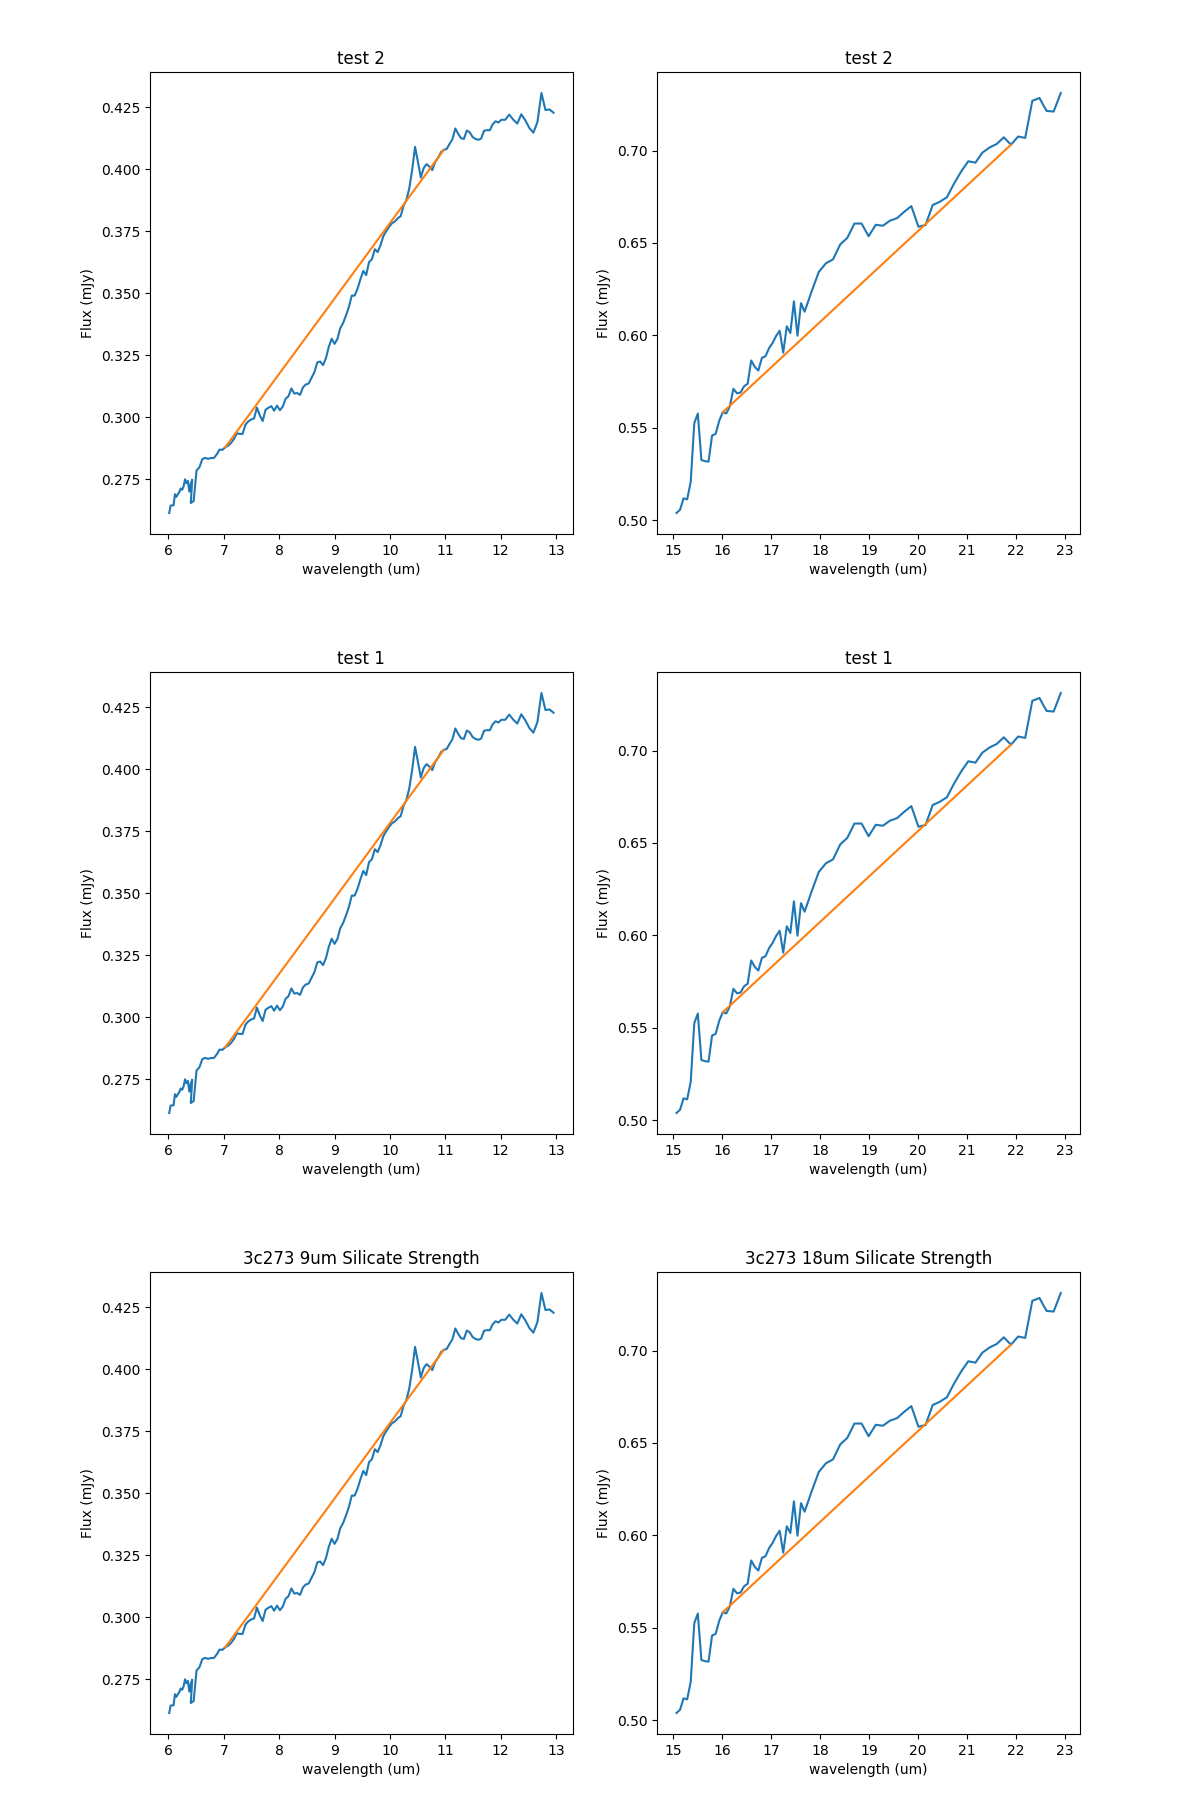 test 2
test 2
0.425
0.400
0.375
0.350
0.325
0.300
0.275
Flux (mJy)
6 7 8 9 10 11 12 13
wavelength (um)
0.70
0.65
0.60
0.55
0.50
Flux (mJy)
15 16 17 18 19 20 21 22 23
wavelength (um)
test 1
test 1
0.425
0.400
0.375
0.350
0.325
0.300
0.275
Flux (mJy)
6 7 8 9 10 11 12 13
wavelength (um)
0.70
0.65
0.60
0.55
0.50
Flux (mJy)
15 16 17 18 19 20 21 22 23
wavelength (um)
3c273 9um Silicate Strength
3c273 18um Silicate Strength
0.425
0.400
0.375
0.350
0.325
0.300
0.275
Flux (mJy)
6 7 8 9 10 11 12 13
wavelength (um)
0.70
0.65
0.60
0.55
0.50
Flux (mJy)
15 16 17 18 19 20 21 22 23
wavelength (um)